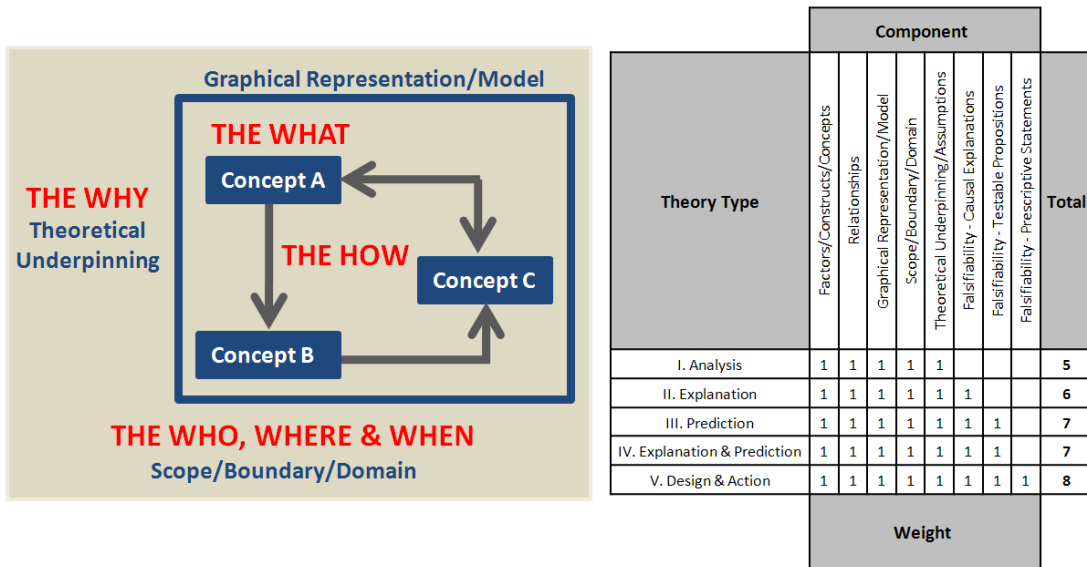 Graphical Representation/Model
THE WHAT
Concept A
THE WHY
Theoretical
Underpinning
THE HOW
Concept C
Concept B
THE WHO, WHERE & WHEN
Scope/Boundary/Domain
Component
Theory Type
Factors/Constructs/Concepts
Relationships
Graphical Representation/Model
Scope/Boundary/Domain
Theoretical Underpinning/Assumptions
Falsifiability - Causal Explanations
Falsifiability - Testable Propositions
Falsifiability - Prescriptive Statements
Total
I. Analysis 1 1 1 1 1 5
II. Explanation 1 1 1 1 1 1 6
III. Prediction 1 1 1 1 1 1 1 7
IV. Explanation & Prediction 1 1 1 1 1 1 1 7
V. Design & Action 1 1 1 1 1 1 1 1 8
Weight